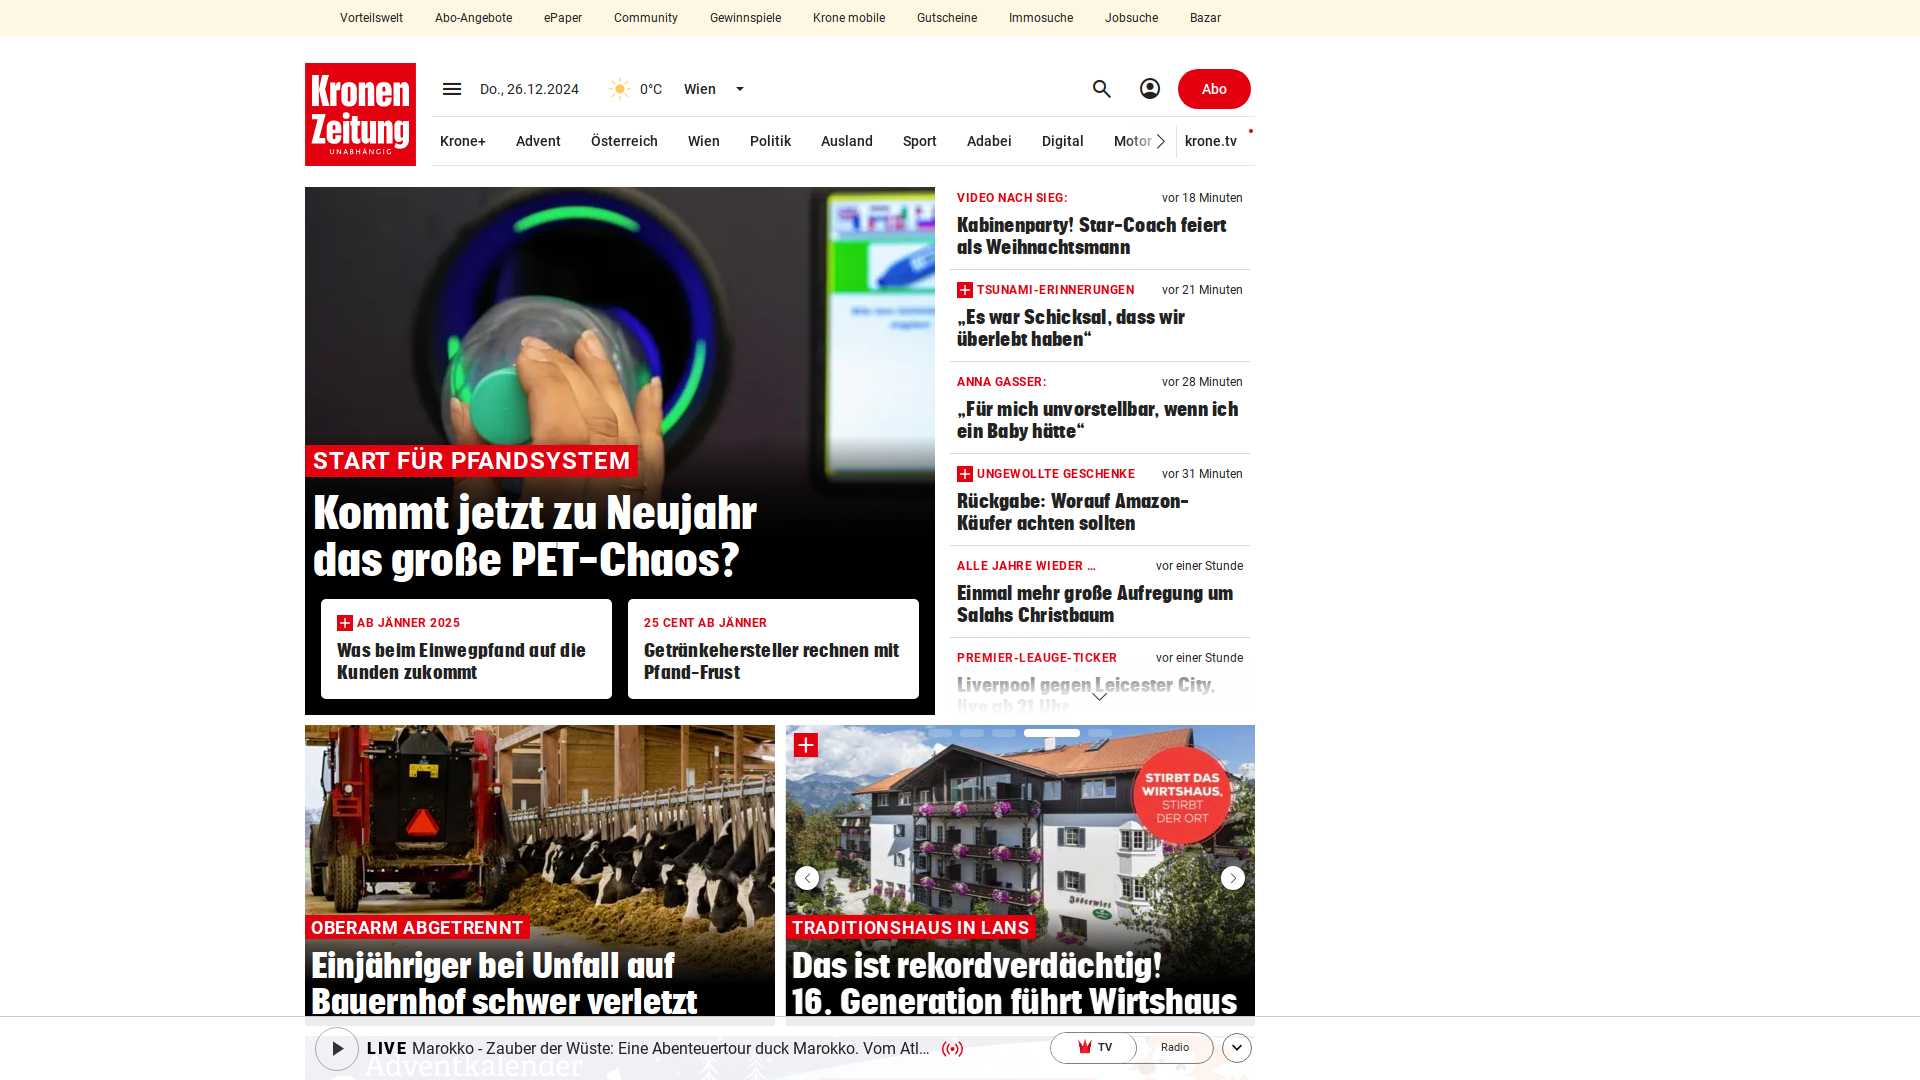 Vorteilswelt Abo-Angebote ePaper Community Gewinnspiele Krone mobile Gutscheine Immosuche Jobsuche Bazar
Kronen
Zeitung
UNABHÄNGIG
Do., 26.12.2024 0°C Wien Abo
Krone+ Advent Österreich Wien Politik Ausland Sport Adabei Digital Motor krone.tv
START FÜR PFANDSYSTEM
Kommt jetzt zu Neujahr
das große PET-Chaos?
AB JÄNNER 2025
Was beim Einwegpfand auf die
Kunden zukommt
25 CENT AB JÄNNER
Getränkehersteller rechnen mit
Pfand-Frust
VIDEO NACH SIEG: vor 18 Minuten
Kabinenparty! Star-Coach feiert
als Weihnachtsmann
TSUNAMI-ERINNERUNGEN vor 21 Minuten
„Es war Schicksal, dass wir
überlebt haben“
ANNA GASSER: vor 28 Minuten
„Für mich unvorstellbar, wenn ich
ein Baby hätte“
UNGEWOLLTE GESCHENKE vor 31 Minuten
Rückgabe: Worauf Amazon-
Käufer achten sollten
ALLE JAHRE WIEDER ... vor einer Stunde
Einmal mehr große Aufregung um
Salahs Christbaum
PREMIER-LEAUGE-TICKER vor einer Stunde
Liverpool gegen Leicester City,
live ab 21 Uhr
OBERARM ABGETRENNT
Einjähriger bei Unfall auf
Bauernhof schwer verletzt
STIRBT DAS
WIRTSHAUS,
STIRBT
DER ORT
TRADITIONSHAUS IN LANS
Das ist rekordverdächtig!
16. Generation führt Wirtshaus
LIVE Marokko - Zauber der Wüste: Eine Abenteuertour duck Marokko. Vom Atl... TV Radio
Adventkalender